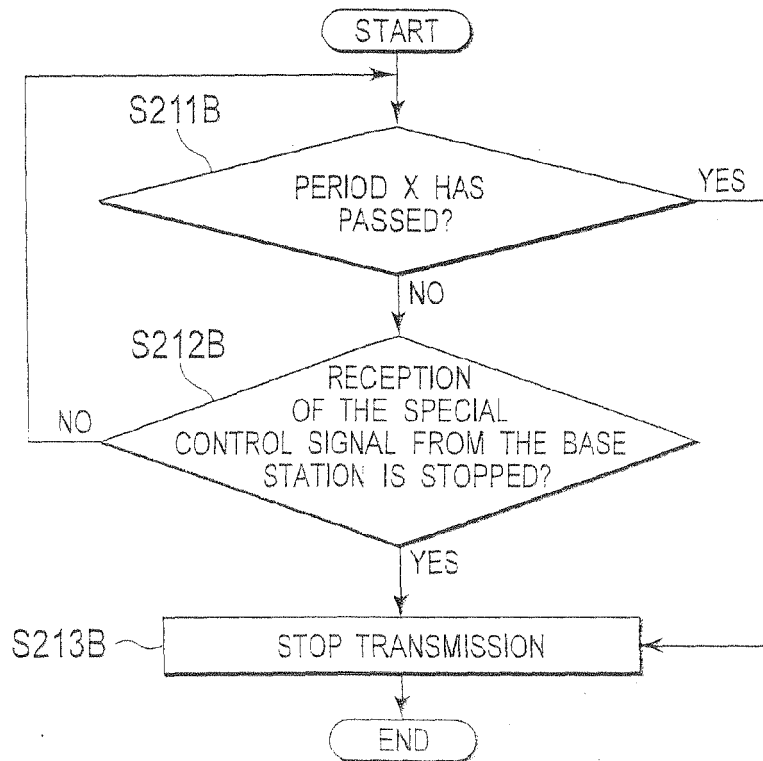 START
S211B
PERIOD X HAS
PASSED?
YES
NO
S212B
RECEPTION
OF THE SPECIAL
CONTROL SIGNAL FROM THE BASE
STATION IS STOPPED?
NO
YES
S213B
STOP TRANSMISSION
END